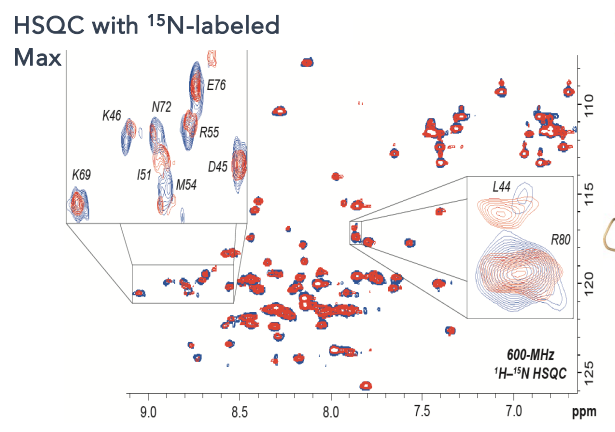 HSQC with ¹⁵N-labeled
Max
E76
N72
K46
R55
I51
D45
M54
K69
L44
R80
110
115
120
125
600-MHz
¹H–¹⁵N HSQC
9.0 8.5 8.0 7.5 7.0 ppm